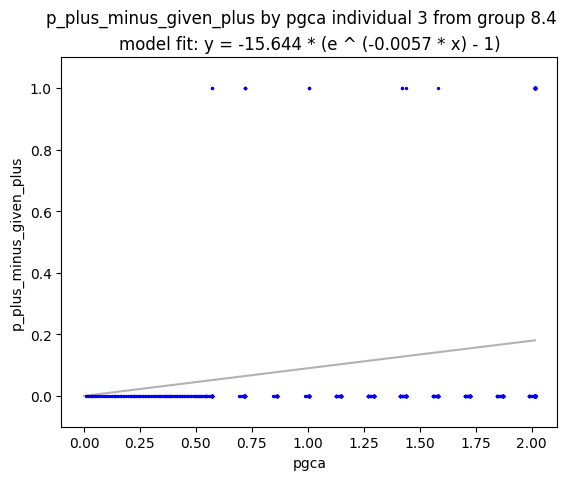 p_plus_minus_given_plus by pgca individual 3 from group 8.4
model fit: y = -15.644 * (e ^ (-0.0057 * x) - 1)
1.0
0.8
0.6
0.4
0.2
0.0
p_plus_minus_given_plus
0.00 0.25 0.50 0.75 1.00 1.25 1.50 1.75 2.00
pgca